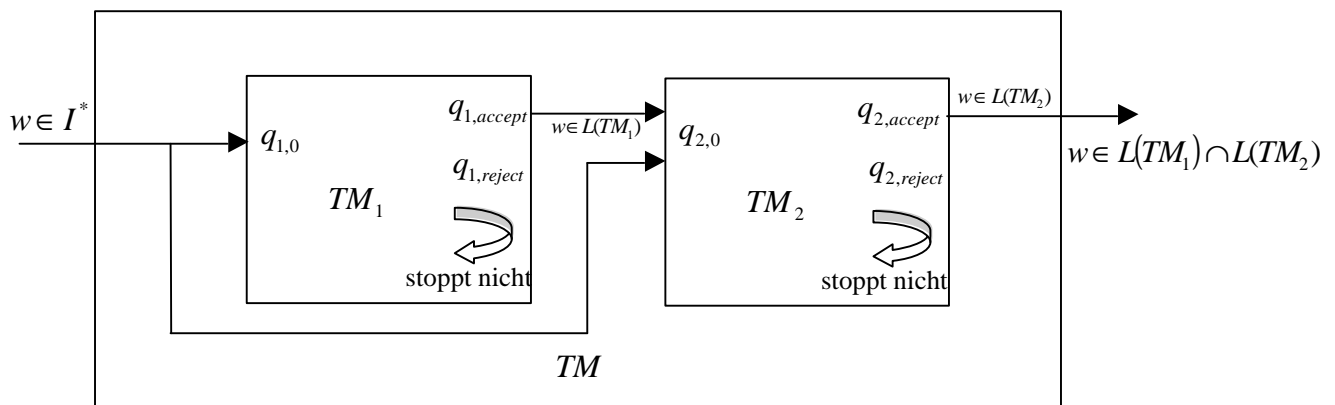 w ∈ I*
q1,0
TM1
q1,accept
q1,reject
stoppt nicht
w∈ L(TM1)
q2,0
TM2
q2,accept
q2,reject
stoppt nicht
w∈ L(TM2)
w∈ L(TM1)∩L(TM2)
TM